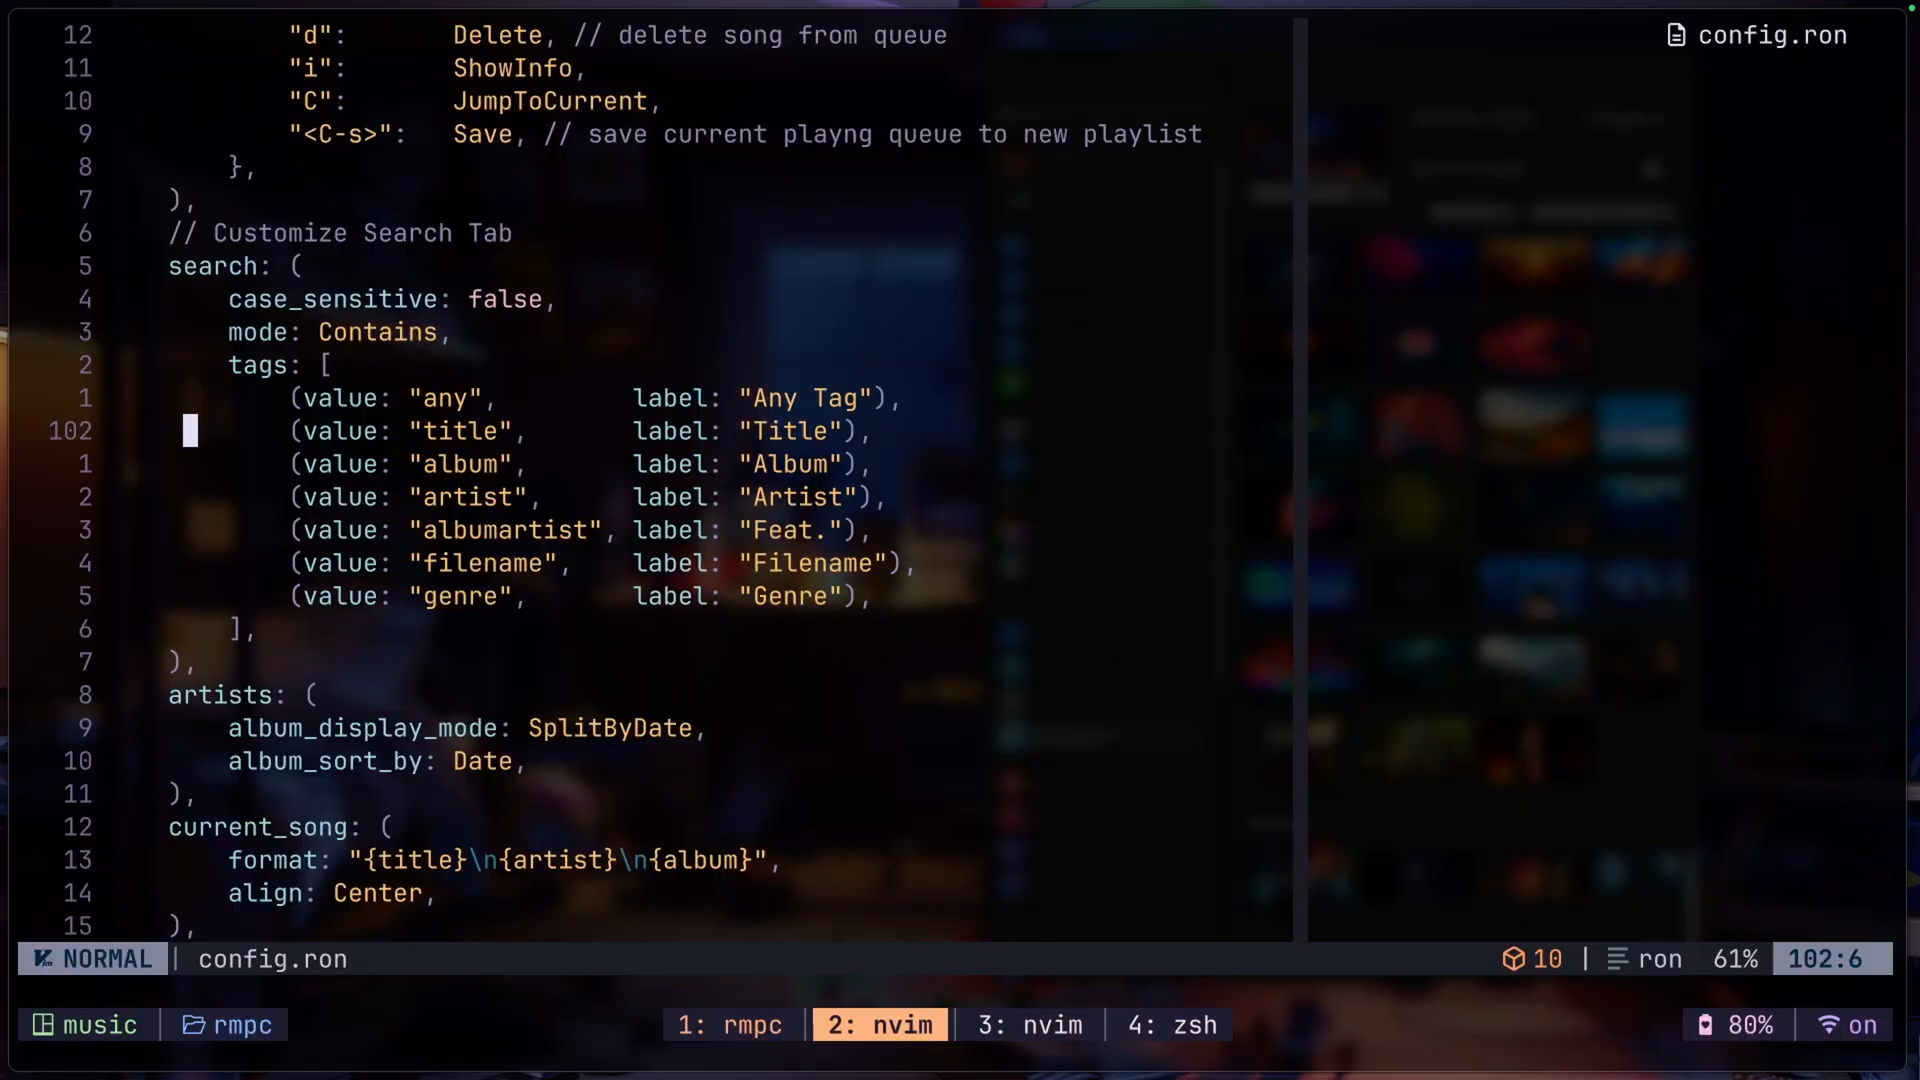 12 "d": Delete, // delete song from queue
config.ron
11 "i": ShowInfo,
10 "C": JumpToCurrent,
9 "<C-s>": Save, // save current playng queue to new playlist
8 },
7 ),
6 // Customize Search Tab
5 search: (
4 case_sensitive: false,
3 mode: Contains,
2 tags: [
1 (value: "any", label: "Any Tag"),
102 (value: "title", label: "Title"),
1 (value: "album", label: "Album"),
2 (value: "artist", label: "Artist"),
3 (value: "albumartist", label: "Feat."),
4 (value: "filename", label: "Filename"),
5 (value: "genre", label: "Genre"),
6 ],
7 ),
8 artists: (
9 album_display_mode: SplitByDate,
10 album_sort_by: Date,
11 ),
12 current_song: (
13 format: "{title}\n{artist}\n{album}",
14 align: Center,
15 ),
NORMAL | config.ron 10 | ron 61% 102:6
music | rmpc 1: rmpc | 2: nvim | 3: nvim | 4: zsh 80% | on